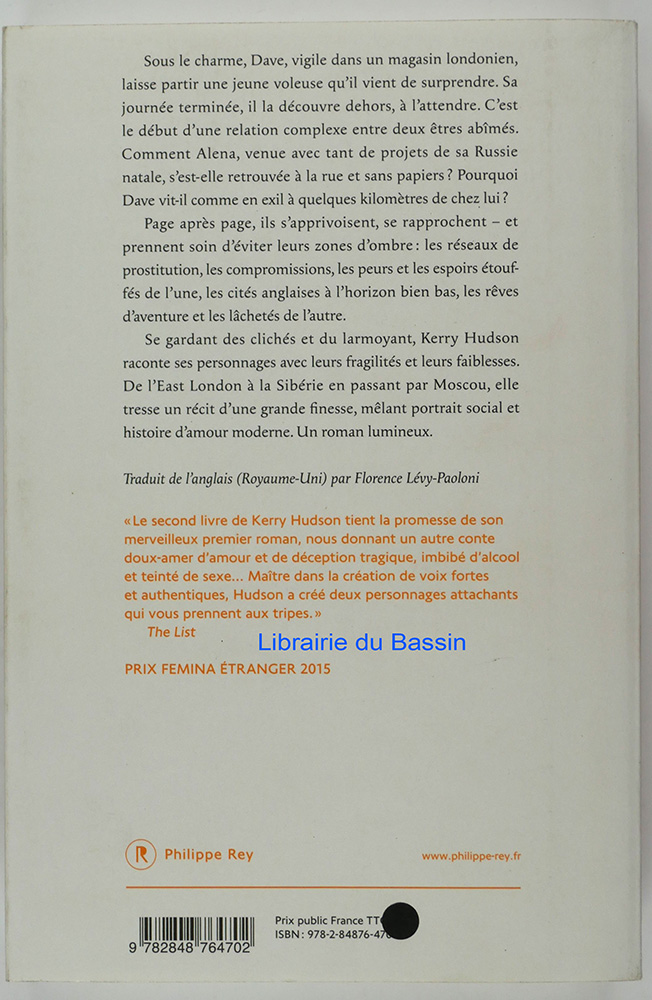 Sous le charme, Dave, vigile dans un magasin londonien,
laisse partir une jeune voleuse qu'il vient de surprendre. Sa
journée terminée, il la découvre dehors, à l'attendre. C'est
le début d'une relation complexe entre deux êtres abîmés.
Comment Alena, venue avec tant de projets de sa Russie
natale, s'est-elle retrouvée à la rue et sans papiers ? Pourquoi
Dave vit-il comme en exil à quelques kilomètres de chez lui ?
Page après page, ils s'apprivoisent, se rapprochent – et
prennent soin d'éviter leurs zones d'ombre : les réseaux de
prostitution, les compromissions, les peurs et les espoirs étouf-
fés de l'une, les cités anglaises à l'horizon bien bas, les rêves
d'aventure et les lâchetés de l'autre.
Se gardant des clichés et du larmoyant, Kerry Hudson
raconte ses personnages avec leurs fragilités et leurs faiblesses.
De l'East London à la Sibérie en passant par Moscou, elle
tresse un récit d'une grande finesse, mêlant portrait social et
histoire d'amour moderne. Un roman lumineux.
Traduit de l'anglais (Royaume-Uni) par Florence Lévy-Paoloni
« Le second livre de Kerry Hudson tient la promesse de son
merveilleux premier roman, nous donnant un autre conte
doux-amer d'amour et de déception tragique, imbibé d'alcool
et teinté de sexe... Maître dans la création de voix fortes
et authentiques, Hudson a créé deux personnages attachants
qui vous prennent aux tripes. »
The List
Librairie du Bassin
PRIX FEMINA ÉTRANGER 2015
Philippe Rey
www.philippe-rey.fr
Prix public France TT
ISBN : 978-2-84876-47
9 782848 764702